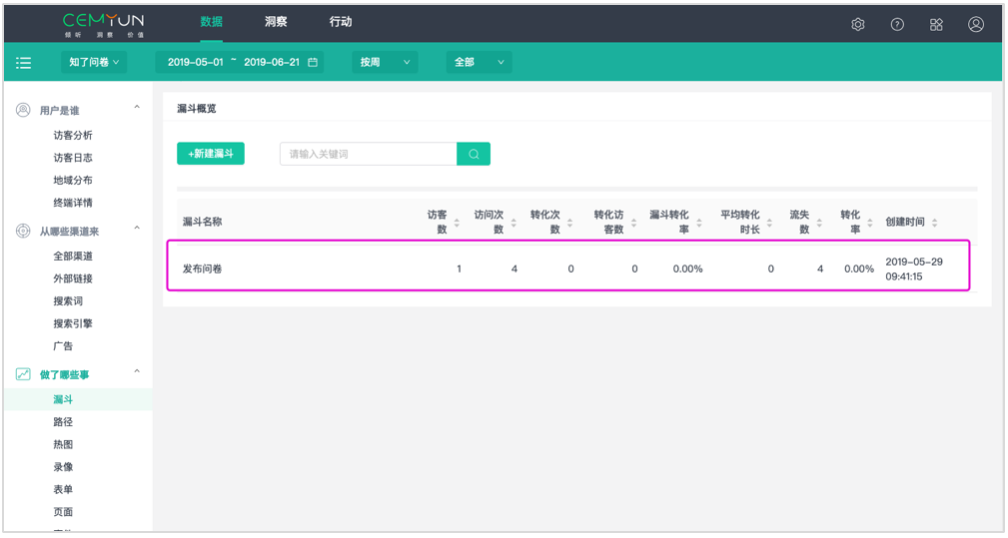 CEMYUN
倾听 洞察 价值
数据 洞察 行动
知了问卷 2019-05-01 ~ 2019-06-21 按周 全部
用户是谁
访客分析
访客日志
地域分布
终端详情
从哪些渠道来
全部渠道
外部链接
搜索词
搜索引擎
广告
做了哪些事
漏斗
路径
热图
录像
表单
页面
漏斗概览
+新建漏斗 请输入关键词
漏斗名称 访客数 访问次数 转化次数 转化访客数 漏斗转化率 平均转化时长 流失数 转化率 创建时间
发布问卷 1 4 0 0 0.00% 0 4 0.00% 2019-05-29 09:41:15